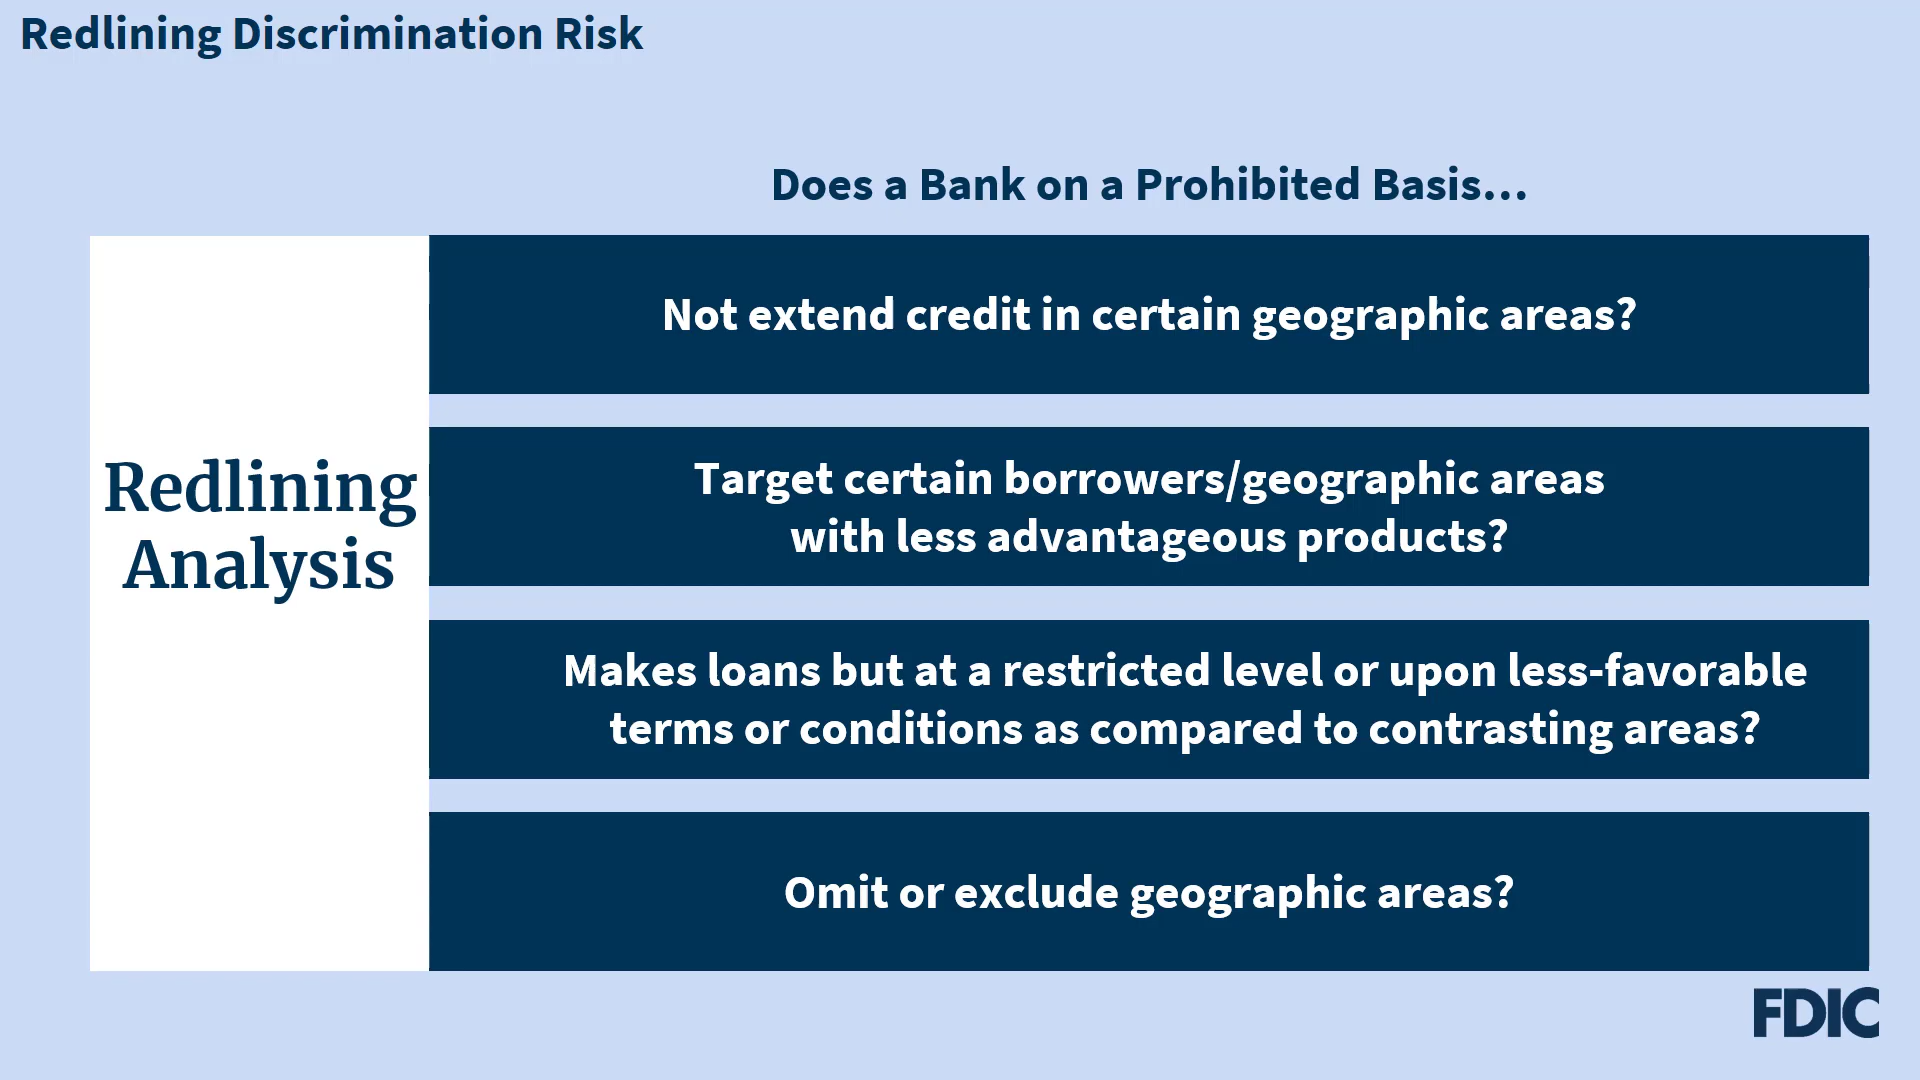 Redlining Discrimination Risk
Does a Bank on a Prohibited Basis...
Redlining
Analysis
Not extend credit in certain geographic areas?
Target certain borrowers/geographic areas
with less advantageous products?
Makes loans but at a restricted level or upon less-favorable
terms or conditions as compared to contrasting areas?
Omit or exclude geographic areas?
FDIC